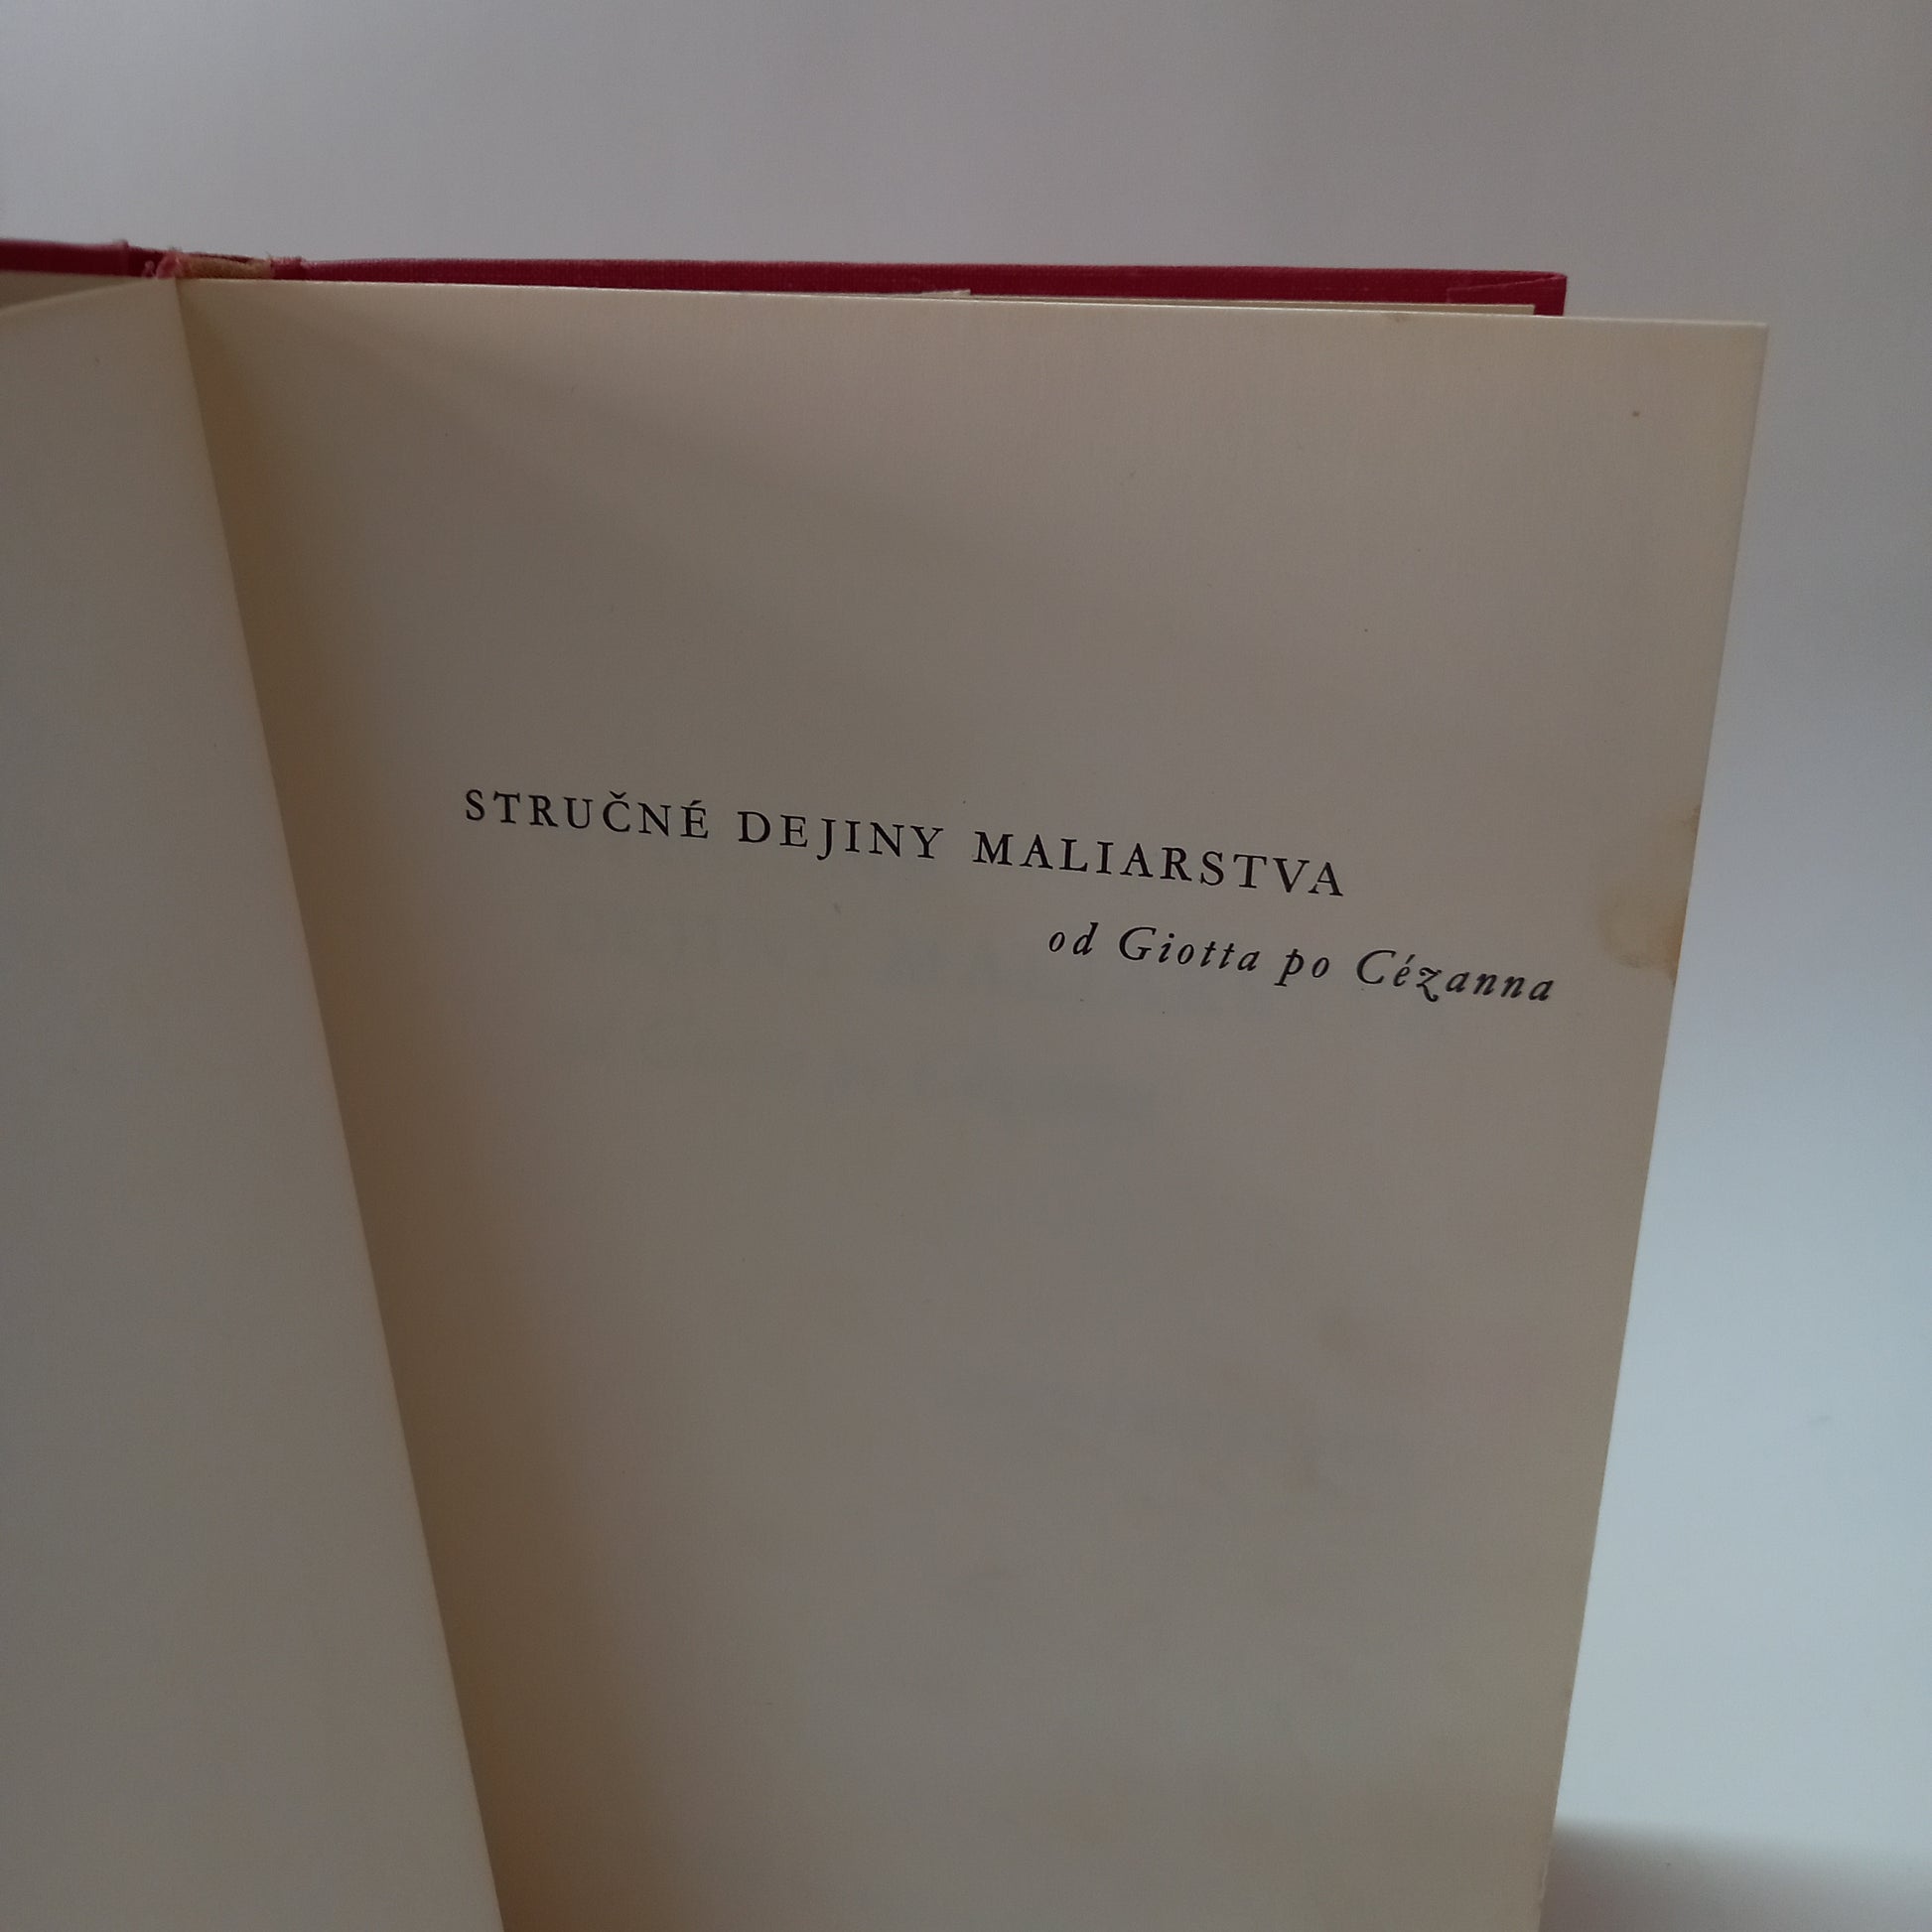 STRUČNÉ DEJINY MALIARSTVA
od Giotta po Cézanna